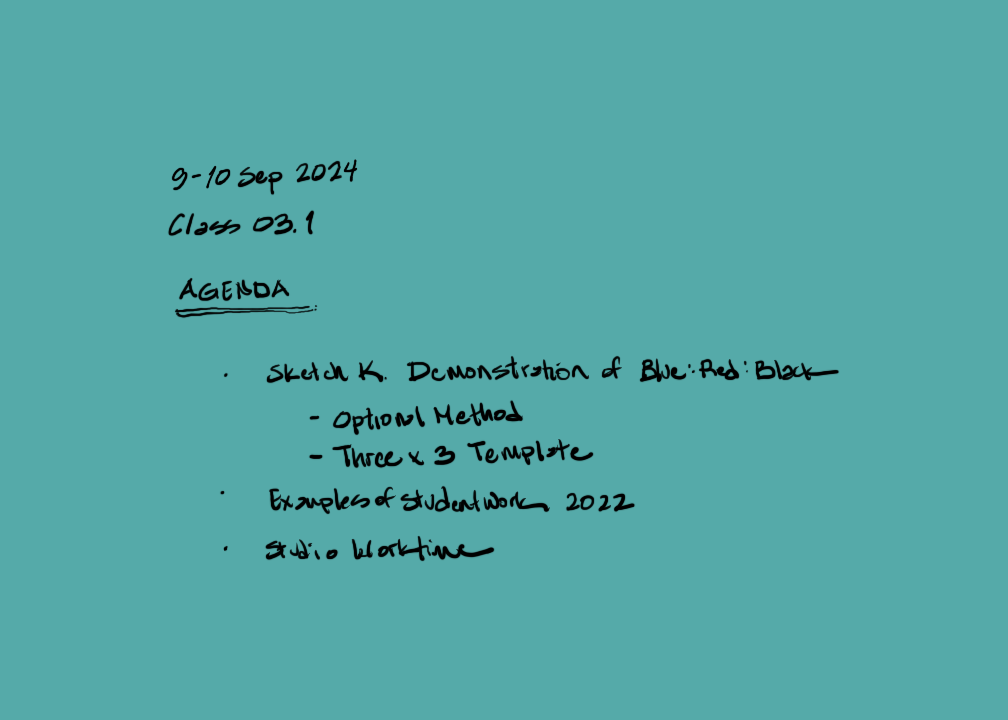 9-10 Sep 2024
Class 03.1
AGENDA
· Sketch K. Demonstration of Blue:Red:Black
- Optional Method
- Three x 3 Template
· Examples of Student Work 2022
· Studio Worktime